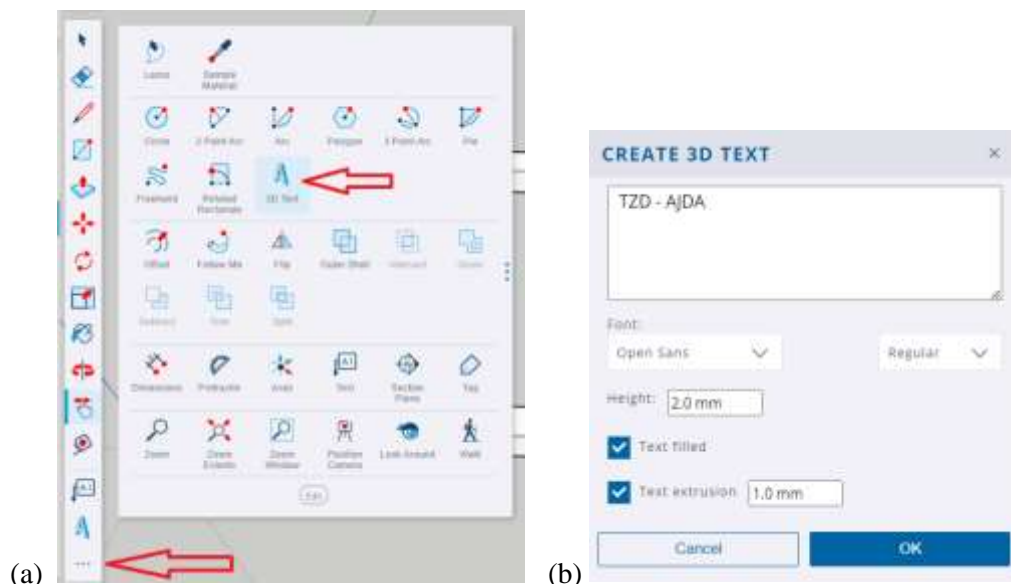 Lasso Sample Material
Circle 2 Point Arc Arc Polygon 3 Point Arc Pie
Freehand Rotated Rectangle 3D Text
Offset Follow Me Flip Outer Shell Intersect
Subtract Trim Split
Dimensions Protractor Axes Text Section Plane Tag
Zoom Zoom Extents Zoom Window Position Camera Look Around Walk
Edit
(a)
CREATE 3D TEXT
TZD - AJDA
Font:
Open Sans Regular
Height: 2.0 mm
Text filled
Text extrusion 1.0 mm
Cancel OK
(b)